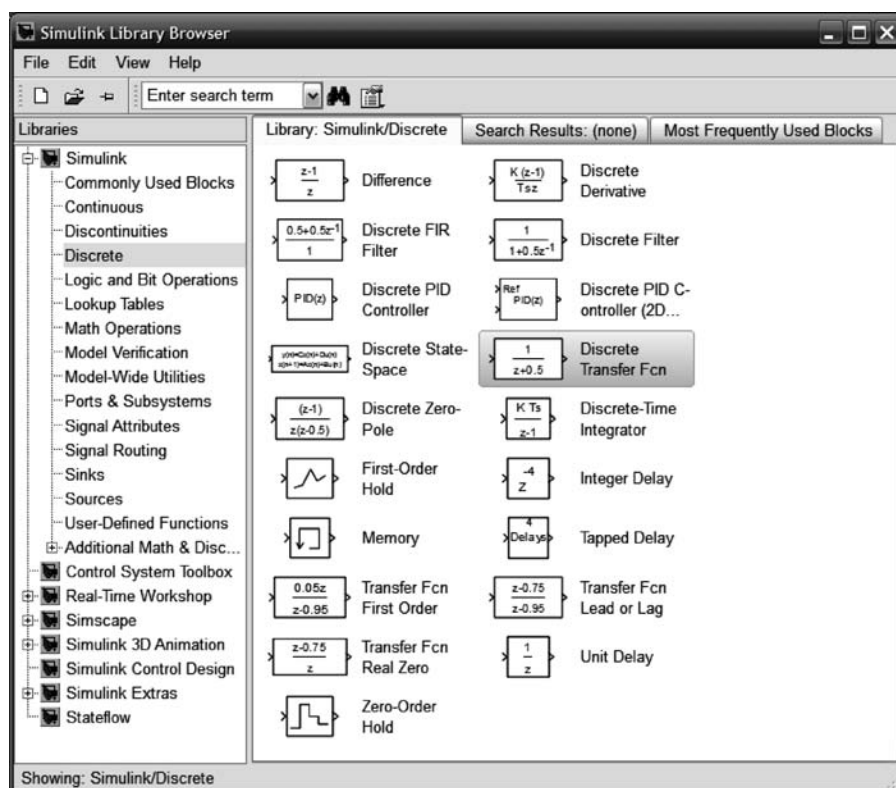 Simulink Library Browser
File Edit View Help
Enter search term
Libraries
Simulink
Commonly Used Blocks
Continuous
Discontinuities
Discrete
Logic and Bit Operations
Lookup Tables
Math Operations
Model Verification
Model-Wide Utilities
Ports & Subsystems
Signal Attributes
Signal Routing
Sinks
Sources
User-Defined Functions
Additional Math & Disc...
Control System Toolbox
Real-Time Workshop
Simscape
Simulink 3D Animation
Simulink Control Design
Simulink Extras
Stateflow
Library: Simulink/Discrete
Search Results: (none)
Most Frequently Used Blocks
z-1
z
Difference
K (z-1)
Tsz
Discrete
Derivative
0.5+0.5z-1
1
Discrete FIR
Filter
1
1+0.5z-1
Discrete Filter
PID(z)
Discrete PID
Controller
Ref
PID(z)
Discrete PID C-
ontroller (2D...
y(n)=Cx(n)+Du(n)
x(n+1)=Ax(n)+Bu(n)
Discrete State-
Space
1
z+0.5
Discrete
Transfer Fcn
(z-1)
z(z-0.5)
Discrete Zero-
Pole
K Ts
z-1
Discrete-Time
Integrator
First-Order
Hold
-4
Z
Integer Delay
Memory
4
Delays
Tapped Delay
0.05z
z-0.95
Transfer Fcn
First Order
z-0.75
z-0.95
Transfer Fcn
Lead or Lag
z-0.75
z
Transfer Fcn
Real Zero
1
z
Unit Delay
Zero-Order
Hold
Showing: Simulink/Discrete